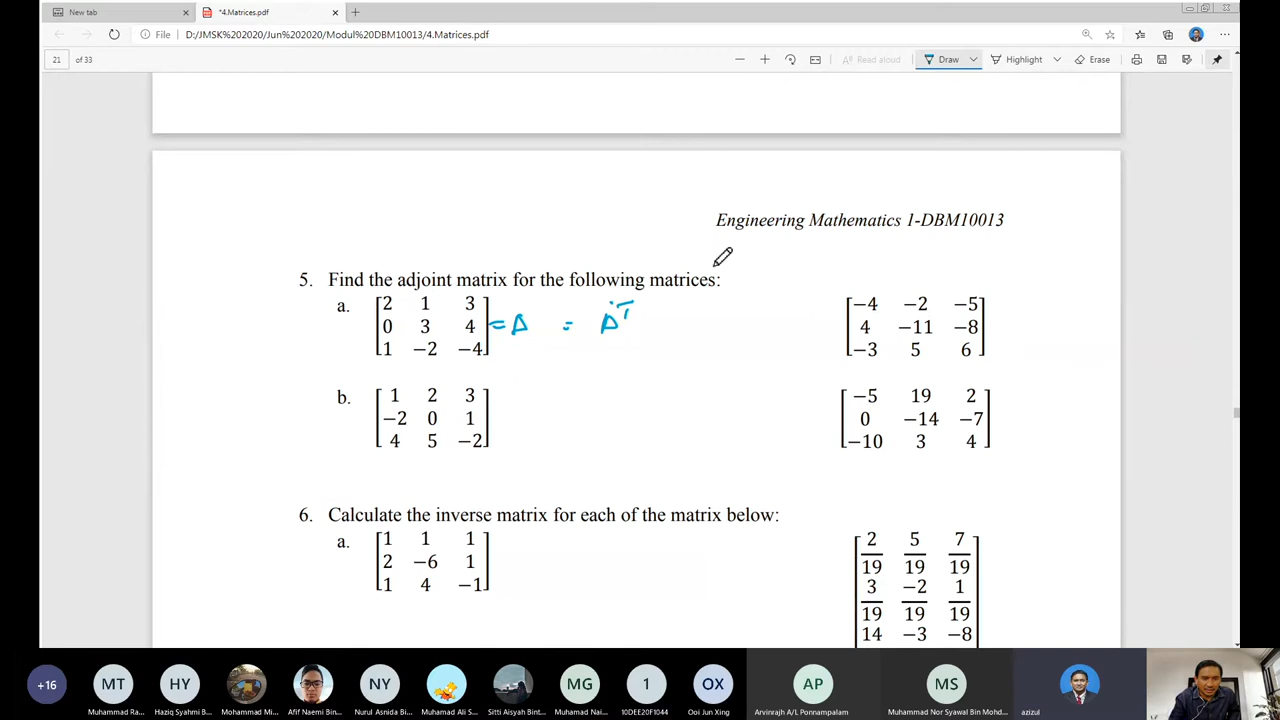 New tab
*4.Matrices.pdf
File D:/JMSK%202020/Jun%202020/Modul%20DBM10013/4.Matrices.pdf
21 of 33
Read aloud Draw Highlight Erase
Engineering Mathematics 1-DBM10013
5. Find the adjoint matrix for the following matrices:
a. [2 1 3
0 3 4
1 −2 −4] = A = A^T
[−4 −2 −5
4 −11 −8
−3 5 6]
b. [1 2 3
−2 0 1
4 5 −2]
[−5 19 2
0 −14 −7
−10 3 4]
6. Calculate the inverse matrix for each of the matrix below:
a. [1 1 1
2 −6 1
1 4 −1]
[2/19 5/19 7/19
3/19 −2/19 1/19
14 −3 −8
+16
MT
HY
NY
MG
1
OX
AP
MS
Muhammad Ra...
Haziq Syahmi B...
Mohammad Mi...
Afif Naemi Bin...
Nurul Asnida Bi...
Muhamad Ali S...
Sitti Aisyah Bint...
Muhamad Nai...
10DEE20F1044
Ooi Jun Xing
Arvinrajh A/L Ponnampalam
Muhammad Nor Syawal Bin Mohd...
azizul